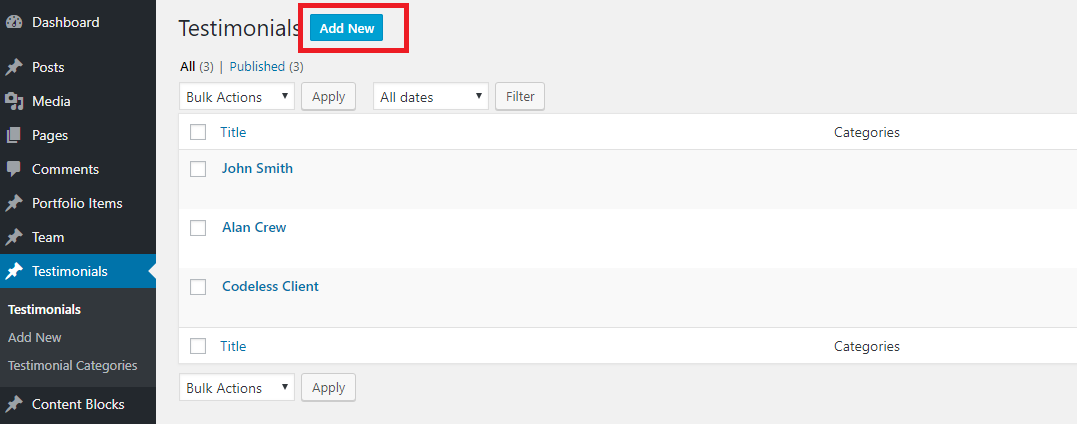 Dashboard
Posts
Media
Pages
Comments
Portfolio Items
Team
Testimonials
Testimonials
Add New
Testimonial Categories
Content Blocks
Testimonials Add New
All (3) | Published (3)
Bulk Actions Apply All dates Filter
Title Categories
John Smith
Alan Crew
Codeless Client
Title Categories
Bulk Actions Apply